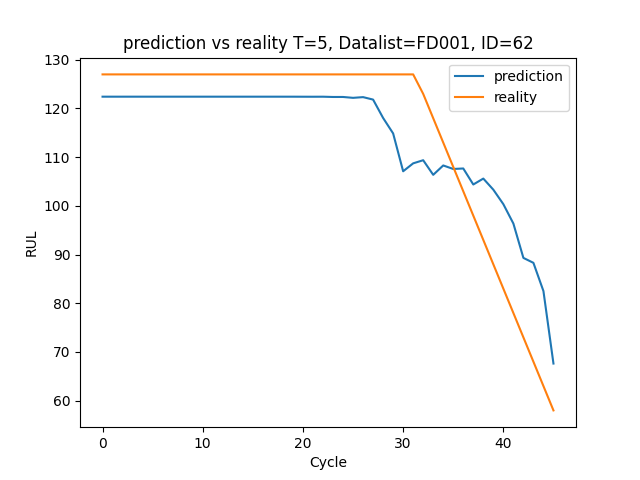 prediction vs reality T=5, Datalist=FD001, ID=62
prediction
reality
130
120
110
100
90
80
70
60
RUL
0 10 20 30 40
Cycle